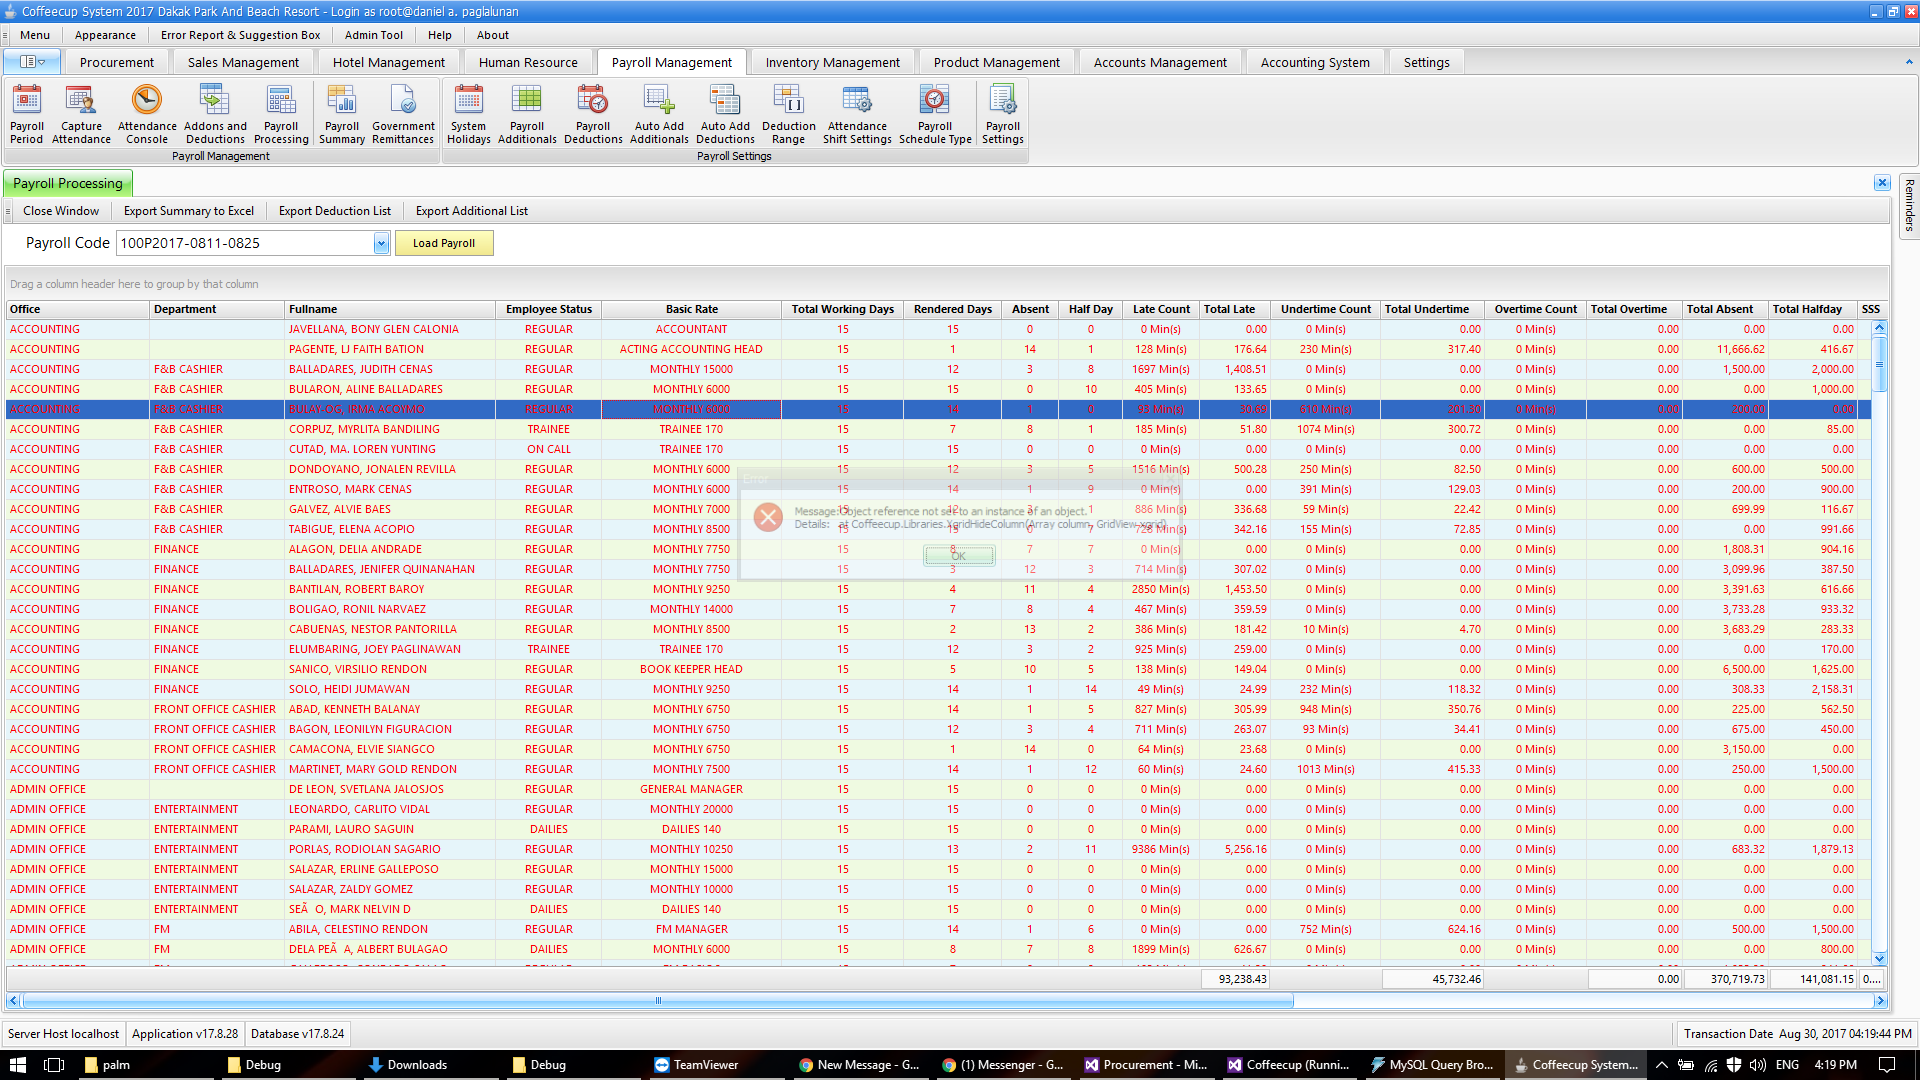 Coffeecup System 2017 Dakak Park And Beach Resort - Login as root@daniel a. paglalunan
Menu Appearance Error Report & Suggestion Box Admin Tool Help About
Procurement Sales Management Hotel Management Human Resource Payroll Management Inventory Management Product Management Accounts Management Accounting System Settings
Payroll Period Capture Attendance Attendance Console Addons and Deductions Payroll Processing Payroll Summary Government Remittances System Holidays Payroll Additionals Payroll Deductions Auto Add Additionals Auto Add Deductions Deduction Range Attendance Shift Settings Payroll Schedule Type Payroll Settings
Payroll Management Payroll Settings
Payroll Processing
Reminders
Close Window Export Summary to Excel Export Deduction List Export Additional List
Payroll Code 100P2017-0811-0825 Load Payroll
Drag a column header here to group by that column
Office Department Fullname Employee Status Basic Rate Total Working Days Rendered Days Absent Half Day Late Count Total Late Undertime Count Total Undertime Overtime Count Total Overtime Total Absent Total Halfday SSS
ACCOUNTING JAVELLANA, BONY GLEN CALONIA REGULAR ACCOUNTANT 15 15 0 0 0 Min(s) 0.00 0 Min(s) 0.00 0 Min(s) 0.00 0.00 0.00
ACCOUNTING PAGENTE, LJ FAITH BATION REGULAR ACTING ACCOUNTING HEAD 15 1 14 1 128 Min(s) 176.64 230 Min(s) 317.40 0 Min(s) 0.00 11,666.62 416.67
ACCOUNTING F&B CASHIER BALLADARES, JUDITH CENAS REGULAR MONTHLY 15000 15 12 3 8 1697 Min(s) 1,408.51 0 Min(s) 0.00 0 Min(s) 0.00 1,500.00 2,000.00
ACCOUNTING F&B CASHIER BULARON, ALINE BALLADARES REGULAR MONTHLY 6000 15 15 0 10 405 Min(s) 133.65 0 Min(s) 0.00 0 Min(s) 0.00 0.00 1,000.00
ACCOUNTING F&B CASHIER BULAY-OG, IRMA ACOYMO REGULAR MONTHLY 6000 15 14 1 0 93 Min(s) 30.69 610 Min(s) 201.30 0 Min(s) 0.00 200.00 0.00
ACCOUNTING F&B CASHIER CORPUZ, MYRLITA BANDILING TRAINEE TRAINEE 170 15 7 8 1 185 Min(s) 51.80 1074 Min(s) 300.72 0 Min(s) 0.00 0.00 85.00
ACCOUNTING F&B CASHIER CUTAD, MA. LOREN YUNTING ON CALL TRAINEE 170 15 15 0 0 0 Min(s) 0.00 0 Min(s) 0.00 0 Min(s) 0.00 0.00 0.00
ACCOUNTING F&B CASHIER DONDOYANO, JONALEN REVILLA REGULAR MONTHLY 6000 15 12 3 5 1516 Min(s) 500.28 250 Min(s) 82.50 0 Min(s) 0.00 600.00 500.00
Error
ACCOUNTING F&B CASHIER ENTROSO, MARK CENAS REGULAR MONTHLY 6000 15 14 1 9 0 Min(s) 0.00 391 Min(s) 129.03 0 Min(s) 0.00 200.00 900.00
ACCOUNTING F&B CASHIER GALVEZ, ALVIE BAES REGULAR MONTHLY 7000 15 12 3 1 886 Min(s) 336.68 59 Min(s) 22.42 0 Min(s) 0.00 699.99 116.67
Message: Object reference not set to an instance of an object.
Details: at Coffeecup.Libraries.XgridHideColumn(Array column, GridView xgrid)
ACCOUNTING F&B CASHIER TABIGUE, ELENA ACOPIO REGULAR MONTHLY 8500 15 15 0 7 728 Min(s) 342.16 155 Min(s) 72.85 0 Min(s) 0.00 0.00 991.66
ACCOUNTING FINANCE ALAGON, DELIA ANDRADE REGULAR MONTHLY 7750 15 8 7 7 0 Min(s) 0.00 0 Min(s) 0.00 0 Min(s) 0.00 1,808.31 904.16
OK
ACCOUNTING FINANCE BALLADARES, JENIFER QUINANAHAN REGULAR MONTHLY 7750 15 3 12 3 714 Min(s) 307.02 0 Min(s) 0.00 0 Min(s) 0.00 3,099.96 387.50
ACCOUNTING FINANCE BANTILAN, ROBERT BAROY REGULAR MONTHLY 9250 15 4 11 4 2850 Min(s) 1,453.50 0 Min(s) 0.00 0 Min(s) 0.00 3,391.63 616.66
ACCOUNTING FINANCE BOLIGAO, RONIL NARVAEZ REGULAR MONTHLY 14000 15 7 8 4 467 Min(s) 359.59 0 Min(s) 0.00 0 Min(s) 0.00 3,733.28 933.32
ACCOUNTING FINANCE CABUENAS, NESTOR PANTORILLA REGULAR MONTHLY 8500 15 2 13 2 386 Min(s) 181.42 10 Min(s) 4.70 0 Min(s) 0.00 3,683.29 283.33
ACCOUNTING FINANCE ELUMBARING, JOEY PAGLINAWAN TRAINEE TRAINEE 170 15 12 3 2 925 Min(s) 259.00 0 Min(s) 0.00 0 Min(s) 0.00 0.00 170.00
ACCOUNTING FINANCE SANICO, VIRSILIO RENDON REGULAR BOOK KEEPER HEAD 15 5 10 5 138 Min(s) 149.04 0 Min(s) 0.00 0 Min(s) 0.00 6,500.00 1,625.00
ACCOUNTING FINANCE SOLO, HEIDI JUMAWAN REGULAR MONTHLY 9250 15 14 1 14 49 Min(s) 24.99 232 Min(s) 118.32 0 Min(s) 0.00 308.33 2,158.31
ACCOUNTING FRONT OFFICE CASHIER ABAD, KENNETH BALANAY REGULAR MONTHLY 6750 15 14 1 5 827 Min(s) 305.99 948 Min(s) 350.76 0 Min(s) 0.00 225.00 562.50
ACCOUNTING FRONT OFFICE CASHIER BAGON, LEONILYN FIGURACION REGULAR MONTHLY 6750 15 12 3 4 711 Min(s) 263.07 93 Min(s) 34.41 0 Min(s) 0.00 675.00 450.00
ACCOUNTING FRONT OFFICE CASHIER CAMACONA, ELVIE SIANGCO REGULAR MONTHLY 6750 15 1 14 0 64 Min(s) 23.68 0 Min(s) 0.00 0 Min(s) 0.00 3,150.00 0.00
ACCOUNTING FRONT OFFICE CASHIER MARTINET, MARY GOLD RENDON REGULAR MONTHLY 7500 15 14 1 12 60 Min(s) 24.60 1013 Min(s) 415.33 0 Min(s) 0.00 250.00 1,500.00
ADMIN OFFICE DE LEON, SVETLANA JALOSJOS REGULAR GENERAL MANAGER 15 15 0 0 0 Min(s) 0.00 0 Min(s) 0.00 0 Min(s) 0.00 0.00 0.00
ADMIN OFFICE ENTERTAINMENT LEONARDO, CARLITO VIDAL REGULAR MONTHLY 20000 15 15 0 0 0 Min(s) 0.00 0 Min(s) 0.00 0 Min(s) 0.00 0.00 0.00
ADMIN OFFICE ENTERTAINMENT PARAMI, LAURO SAGUIN DAILIES DAILIES 140 15 15 0 0 0 Min(s) 0.00 0 Min(s) 0.00 0 Min(s) 0.00 0.00 0.00
ADMIN OFFICE ENTERTAINMENT PORLAS, RODIOLAN SAGARIO REGULAR MONTHLY 10250 15 13 2 11 9386 Min(s) 5,256.16 0 Min(s) 0.00 0 Min(s) 0.00 683.32 1,879.13
ADMIN OFFICE ENTERTAINMENT SALAZAR, ERLINE GALLEPOSO REGULAR MONTHLY 15000 15 15 0 0 0 Min(s) 0.00 0 Min(s) 0.00 0 Min(s) 0.00 0.00 0.00
ADMIN OFFICE ENTERTAINMENT SALAZAR, ZALDY GOMEZ REGULAR MONTHLY 10000 15 15 0 0 0 Min(s) 0.00 0 Min(s) 0.00 0 Min(s) 0.00 0.00 0.00
ADMIN OFFICE ENTERTAINMENT SEÃ O, MARK NELVIN D DAILIES DAILIES 140 15 15 0 0 0 Min(s) 0.00 0 Min(s) 0.00 0 Min(s) 0.00 0.00 0.00
ADMIN OFFICE FM ABILA, CELESTINO RENDON REGULAR FM MANAGER 15 14 1 6 0 Min(s) 0.00 752 Min(s) 624.16 0 Min(s) 0.00 500.00 1,500.00
ADMIN OFFICE FM DELA PEÃ A, ALBERT BULAGAO DAILIES MONTHLY 6000 15 8 7 8 1899 Min(s) 626.67 0 Min(s) 0.00 0 Min(s) 0.00 0.00 800.00
93,238.43 45,732.46 0.00 370,719.73 141,081.15 0....
Server Host localhost Application v17.8.28 Database v17.8.24 Transaction Date Aug 30, 2017 04:19:44 PM
palm Debug Downloads Debug TeamViewer New Message - G... (1) Messenger - G... Procurement - Mi... Coffeecup (Runni... MySQL Query Bro... Coffeecup System... ENG 4:19 PM